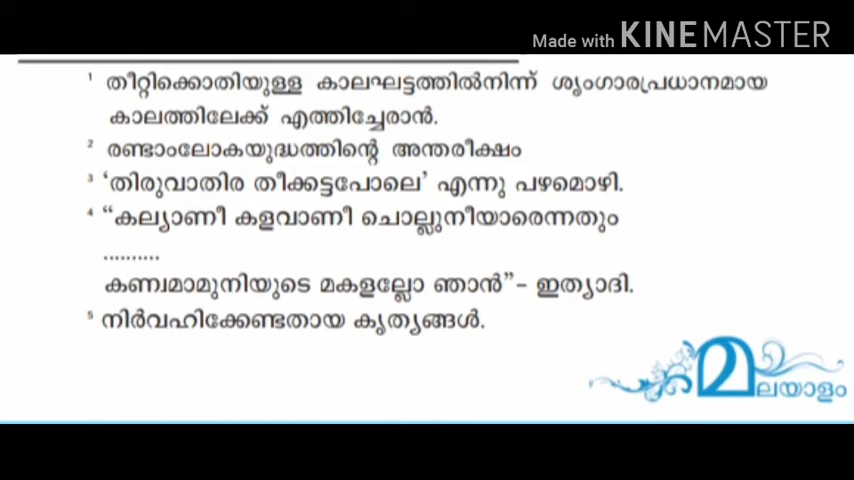 Made with KINEMASTER
¹ തീറ്റിക്കൊതിയുള്ള കാലഘട്ടത്തിൽനിന്ന് ശൃംഗാരപ്രധാനമായ
കാലത്തിലേക്ക് എത്തിച്ചേരാൻ.
² രണ്ടാംലോകയുദ്ധത്തിന്റെ അന്തരീക്ഷം
³ ‘തിരുവാതിര തീക്കട്ടപോലെ’ എന്നു പഴമൊഴി.
⁴ “കല്യാണീ കളവാണീ ചൊല്ലുനീയാരെന്നതും
..........
കണ്വമാമുനിയുടെ മകളല്ലോ ഞാൻ”- ഇത്യാദി.
⁵ നിർവഹിക്കേണ്ടതായ കൃത്യങ്ങൾ.
മലയാളം